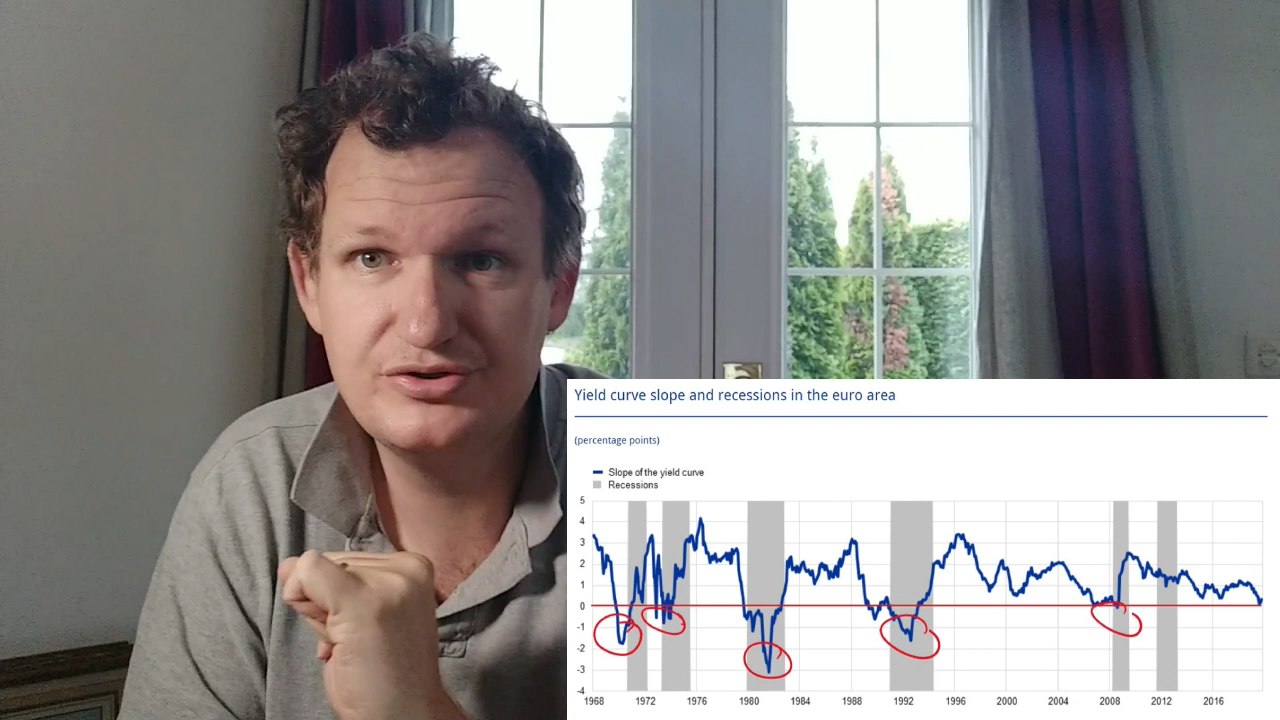 Yield curve slope and recessions in the euro area
(percentage points)
Slope of the yield curve
Recessions
5
4
3
2
1
0
-1
-2
-3
-4
1968 1972 1976 1980 1984 1988 1992 1996 2000 2004 2008 2012 2016